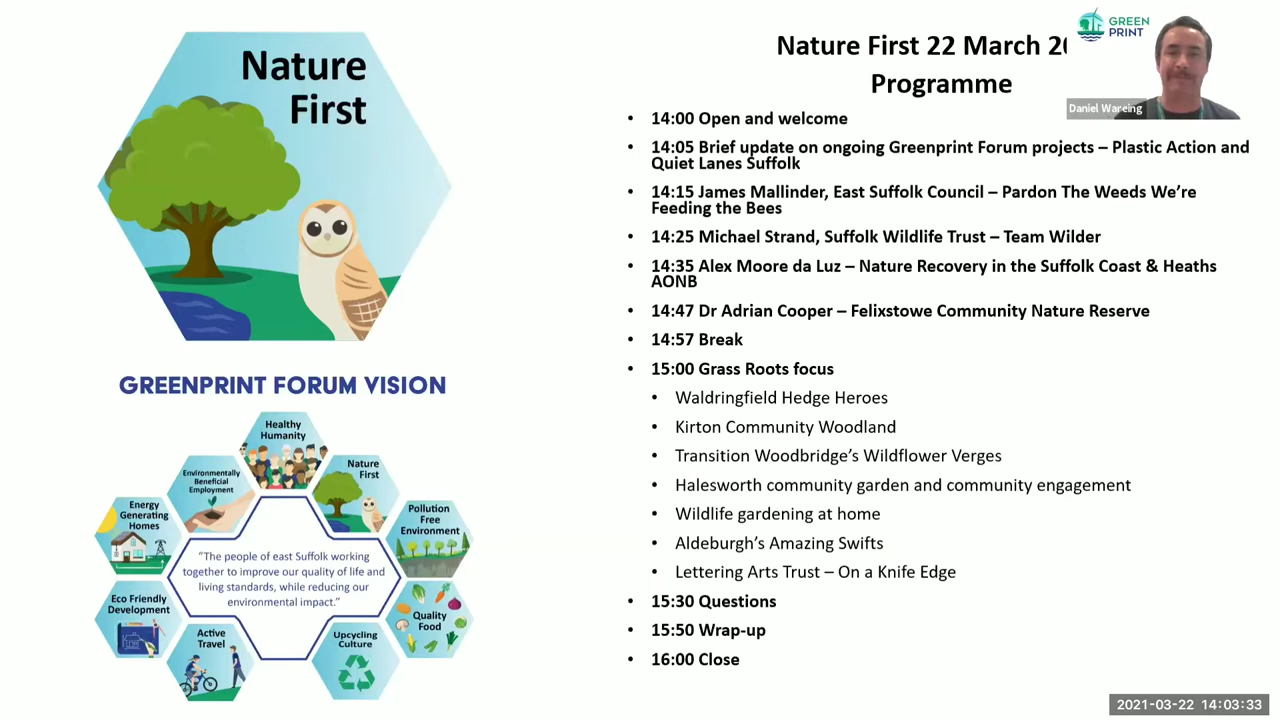 Nature
First
GREENPRINT FORUM VISION
Healthy
Humanity
Environmentally
Beneficial
Employment
Nature
First
Energy
Generating
Homes
Pollution
Free
Environment
"The people of east Suffolk working
together to improve our quality of life and
living standards, while reducing our
environmental impact."
Eco Friendly
Development
Quality
Food
Active
Travel
Upcycling
Culture
Nature First 22 March
Programme
GREEN
PRINT
Daniel Wareing
• 14:00 Open and welcome
• 14:05 Brief update on ongoing Greenprint Forum projects – Plastic Action and
Quiet Lanes Suffolk
• 14:15 James Mallinder, East Suffolk Council – Pardon The Weeds We're
Feeding the Bees
• 14:25 Michael Strand, Suffolk Wildlife Trust – Team Wilder
• 14:35 Alex Moore da Luz – Nature Recovery in the Suffolk Coast & Heaths
AONB
• 14:47 Dr Adrian Cooper – Felixstowe Community Nature Reserve
• 14:57 Break
• 15:00 Grass Roots focus
• Waldringfield Hedge Heroes
• Kirton Community Woodland
• Transition Woodbridge's Wildflower Verges
• Halesworth community garden and community engagement
• Wildlife gardening at home
• Aldeburgh's Amazing Swifts
• Lettering Arts Trust – On a Knife Edge
• 15:30 Questions
• 15:50 Wrap-up
• 16:00 Close
2021-03-22 14:03:33